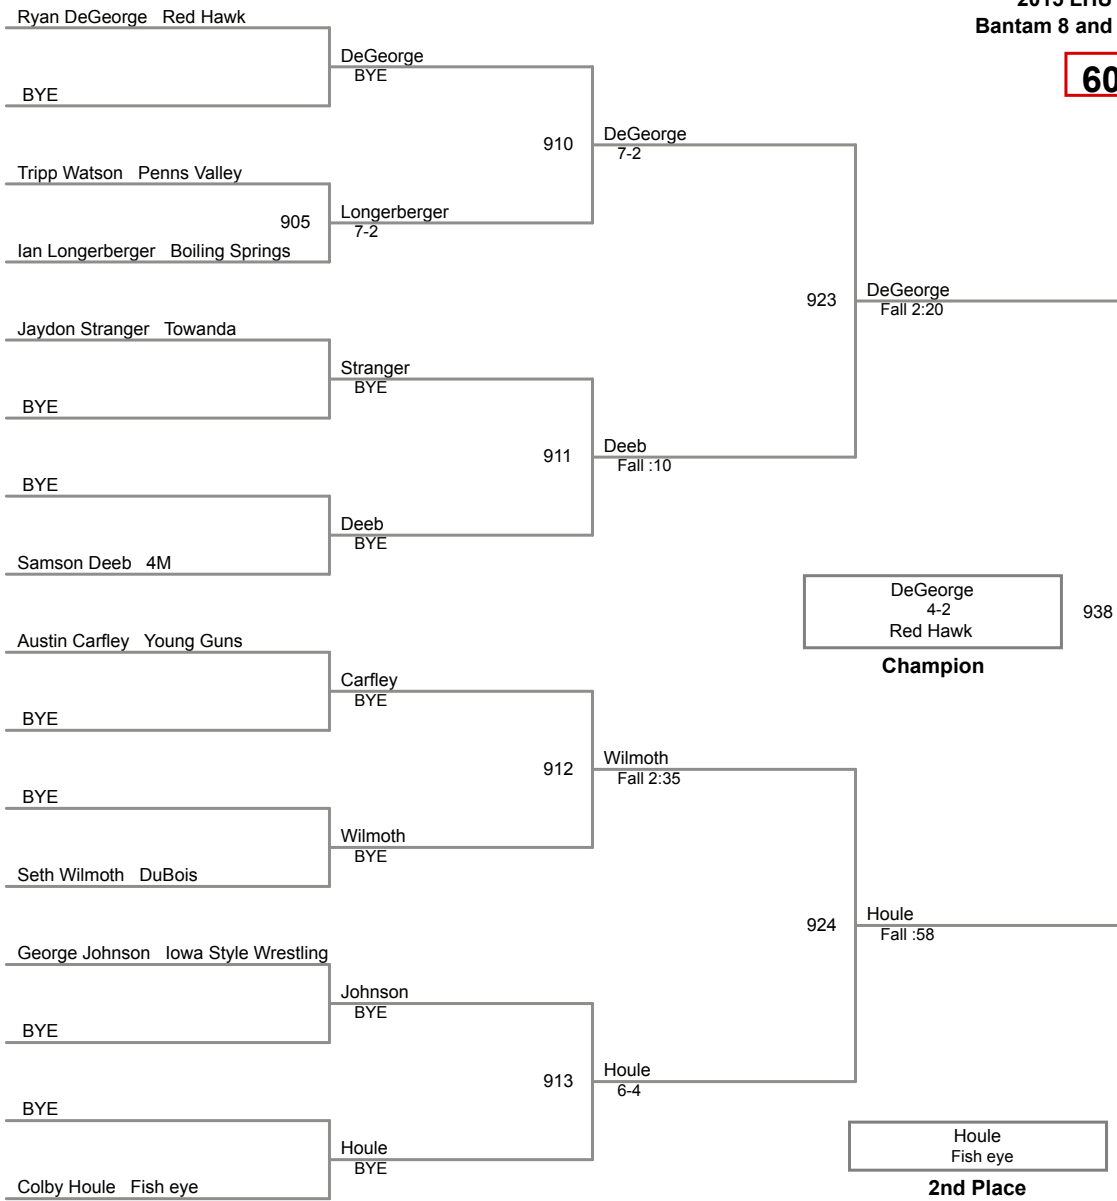 2015 LHU
Bantam 8 and
60
Ryan DeGeorge Red Hawk
DeGeorge
BYE
BYE
910
DeGeorge
7-2
Tripp Watson Penns Valley
905
Longerberger
7-2
Ian Longerberger Boiling Springs
923
DeGeorge
Fall 2:20
Jaydon Stranger Towanda
Stranger
BYE
BYE
911
Deeb
Fall :10
BYE
Deeb
BYE
Samson Deeb 4M
DeGeorge
4-2
Red Hawk
938
Champion
Austin Carfley Young Guns
Carfley
BYE
BYE
912
Wilmoth
Fall 2:35
BYE
Wilmoth
BYE
Seth Wilmoth DuBois
924
Houle
Fall :58
George Johnson Iowa Style Wrestling
Johnson
BYE
BYE
913
Houle
6-4
BYE
Houle
BYE
Colby Houle Fish eye
Houle
Fish eye
2nd Place